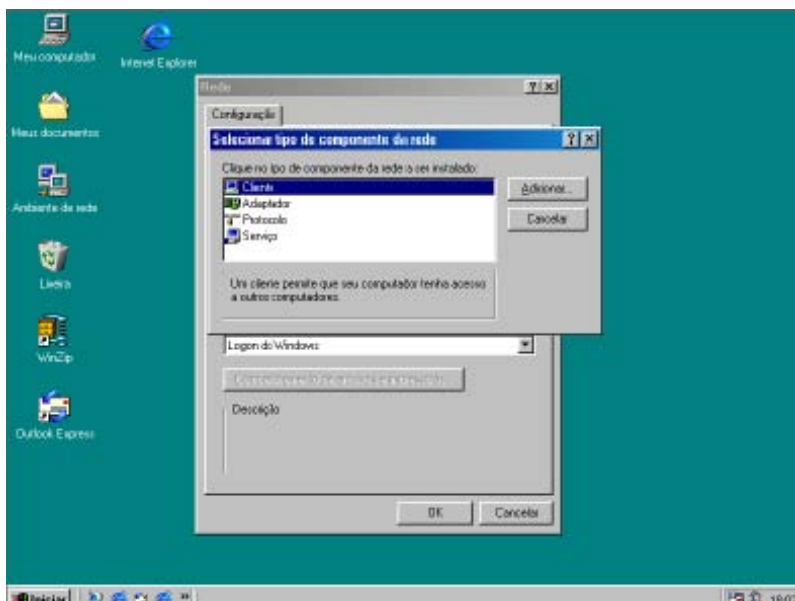 Meu computador
Internet Explorer
Meus documentos
Ambiente de rede
Lixeira
WinZip
Outlook Express
Rede
Configuração
Selecionar tipo de componente da rede
Clique no tipo de componente da rede a ser instalado:
Cliente
Adaptador
Protocolo
Serviço
Adicionar...
Cancelar
Um cliente permite que seu computador tenha acesso
a outros computadores.
Logon do Windows
Descrição
OK
Cancelar
Iniciar